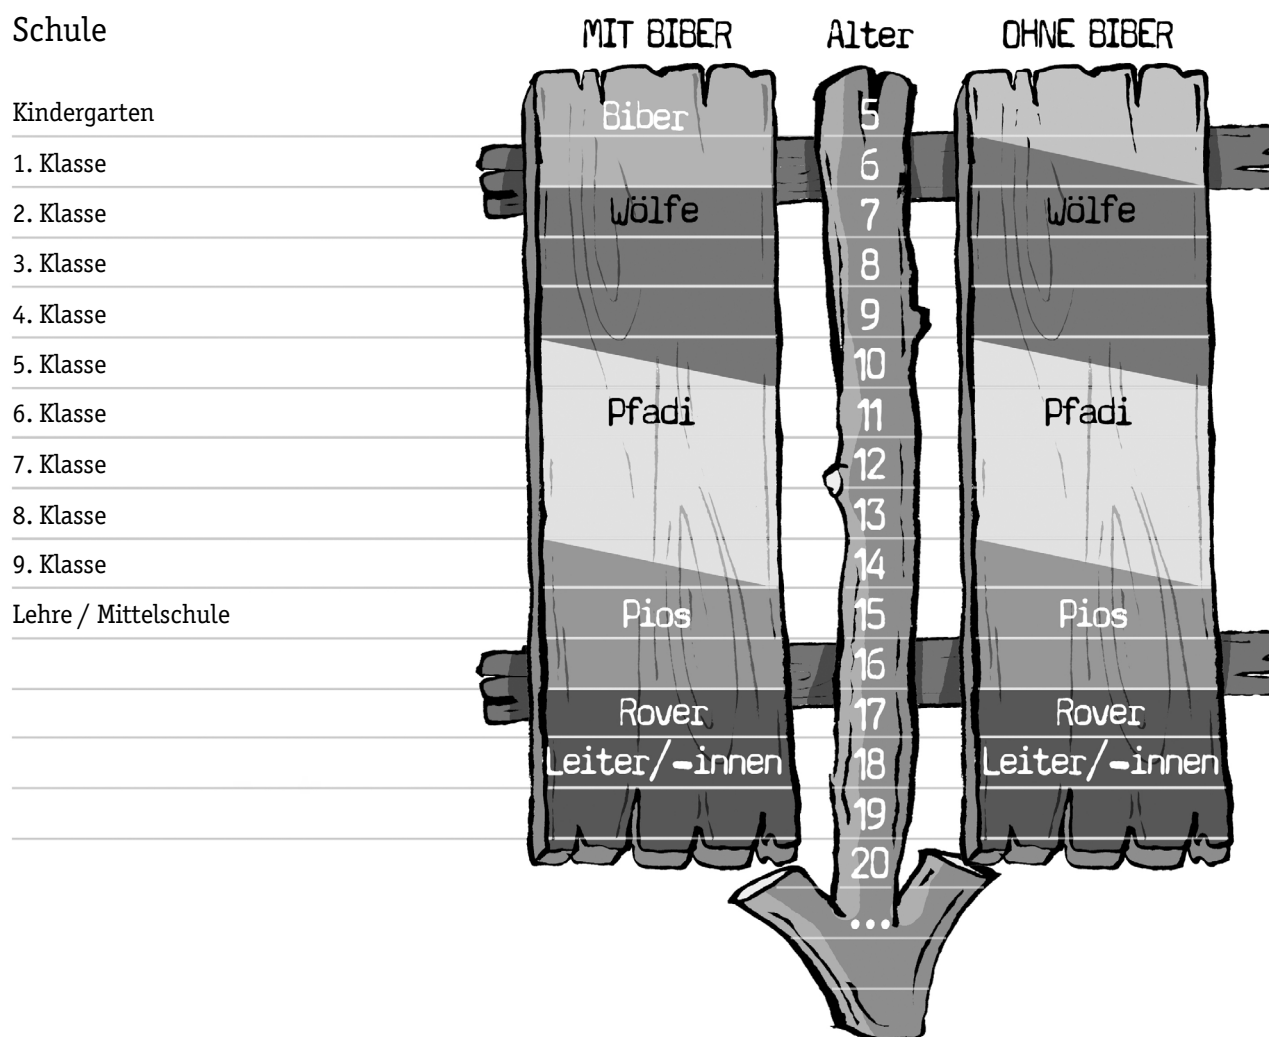 Schule MIT BIBER Alter OHNE BIBER
Kindergarten Biber 5
1. Klasse 6
2. Klasse Wölfe 7 Wölfe
3. Klasse 8
4. Klasse 9
5. Klasse 10
6. Klasse Pfadi 11 Pfadi
7. Klasse 12
8. Klasse 13
9. Klasse 14
Lehre / Mittelschule Pios 15 Pios
16
Rover 17 Rover
Leiter/-innen 18 Leiter/-innen
19
20
...